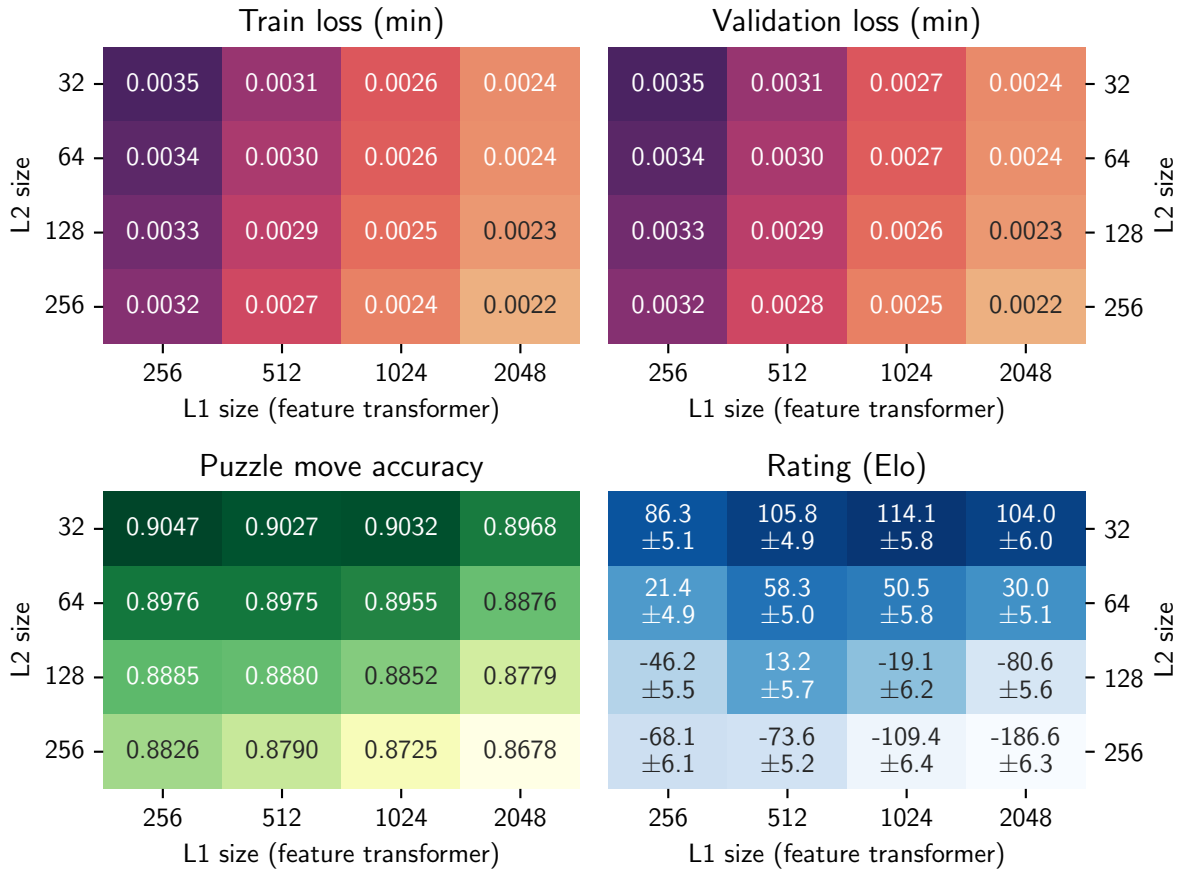 Train loss (min)
Validation loss (min)
32 0.0035 0.0031 0.0026 0.0024
0.0035 0.0031 0.0027 0.0024 32
64 0.0034 0.0030 0.0026 0.0024
0.0034 0.0030 0.0027 0.0024 64
128 0.0033 0.0029 0.0025 0.0023
0.0033 0.0029 0.0026 0.0023 128
256 0.0032 0.0027 0.0024 0.0022
0.0032 0.0028 0.0025 0.0022 256
L2 size
L2 size
256 512 1024 2048
256 512 1024 2048
L1 size (feature transformer)
L1 size (feature transformer)
Puzzle move accuracy
Rating (Elo)
32 0.9047 0.9027 0.9032 0.8968
86.3 105.8 114.1 104.0
±5.1 ±4.9 ±5.8 ±6.0
32
64 0.8976 0.8975 0.8955 0.8876
21.4 58.3 50.5 30.0
±4.9 ±5.0 ±5.8 ±5.1
64
128 0.8885 0.8880 0.8852 0.8779
-46.2 13.2 -19.1 -80.6
±5.5 ±5.7 ±6.2 ±5.6
128
256 0.8826 0.8790 0.8725 0.8678
-68.1 -73.6 -109.4 -186.6
±6.1 ±5.2 ±6.4 ±6.3
256
L2 size
L2 size
256 512 1024 2048
256 512 1024 2048
L1 size (feature transformer)
L1 size (feature transformer)